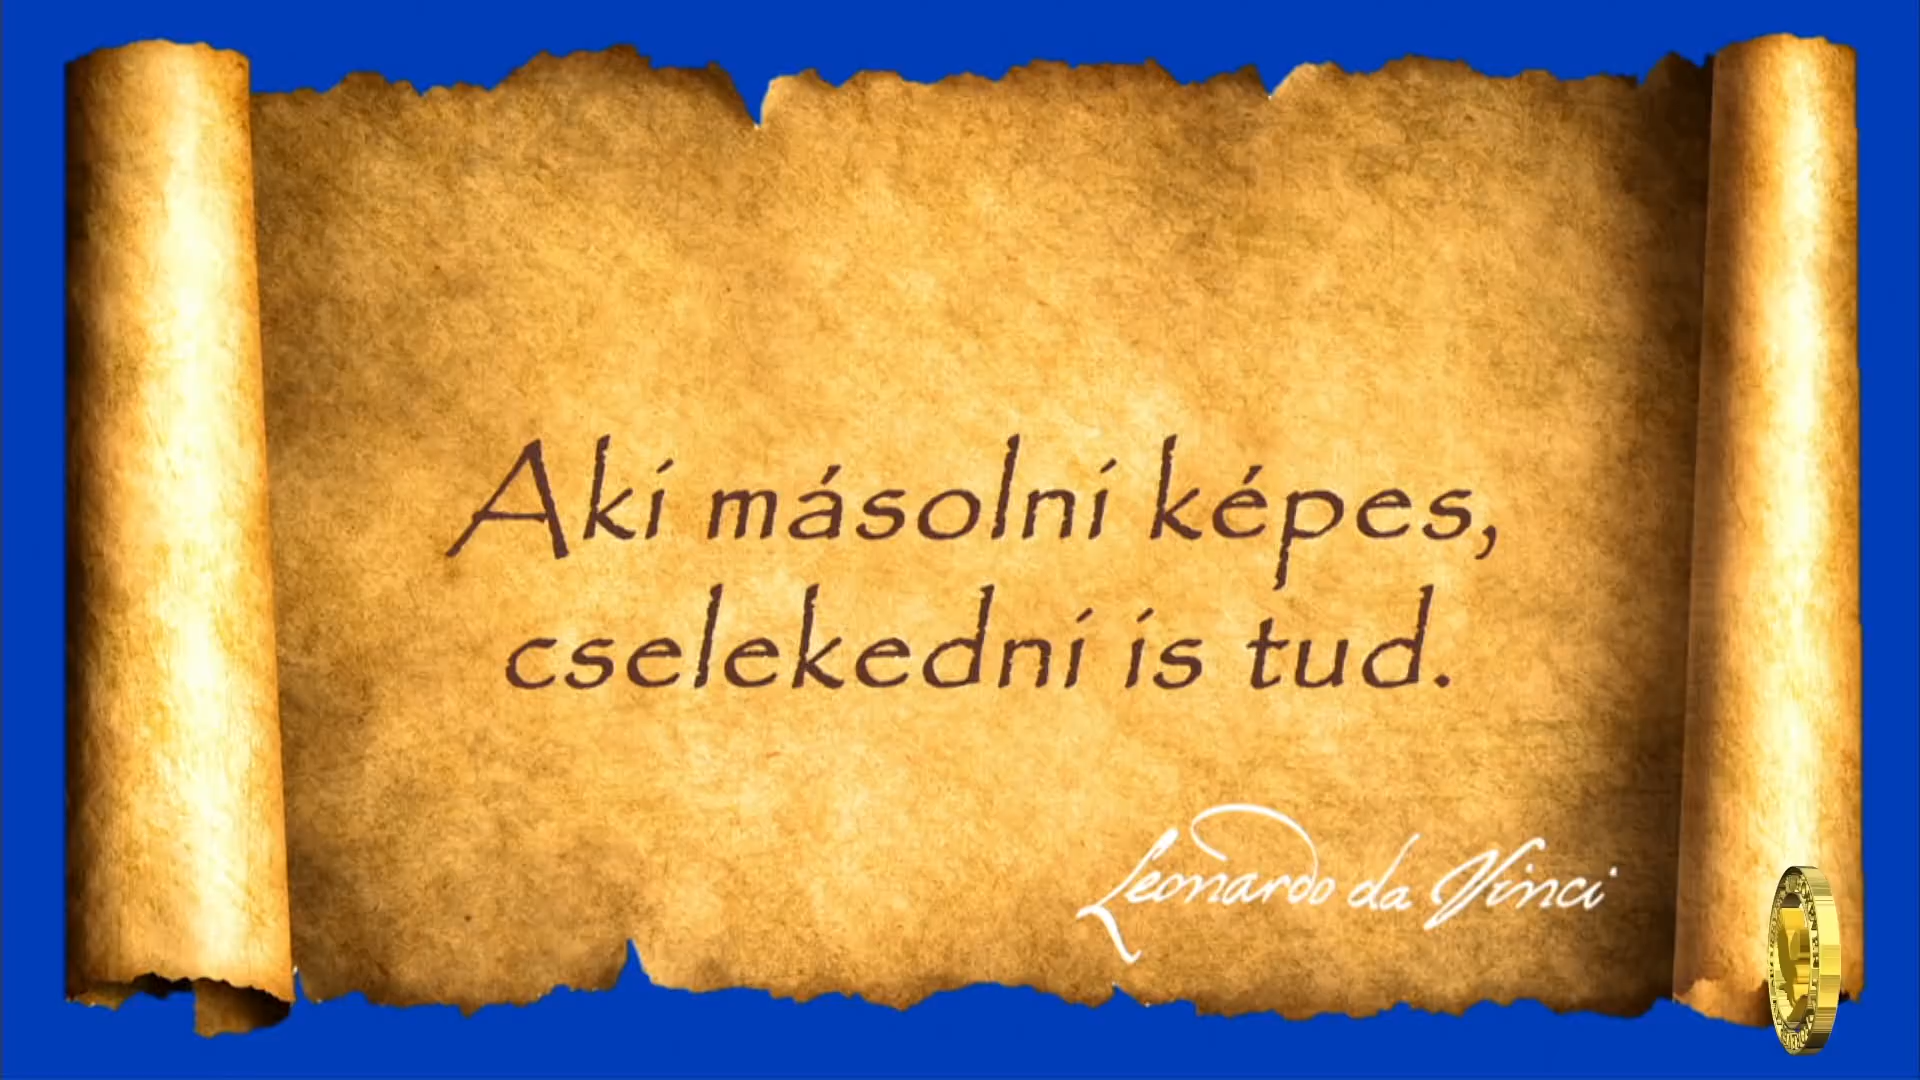 Aki másolni képes,
cselekedni is tud.
Leonardo da Vinci